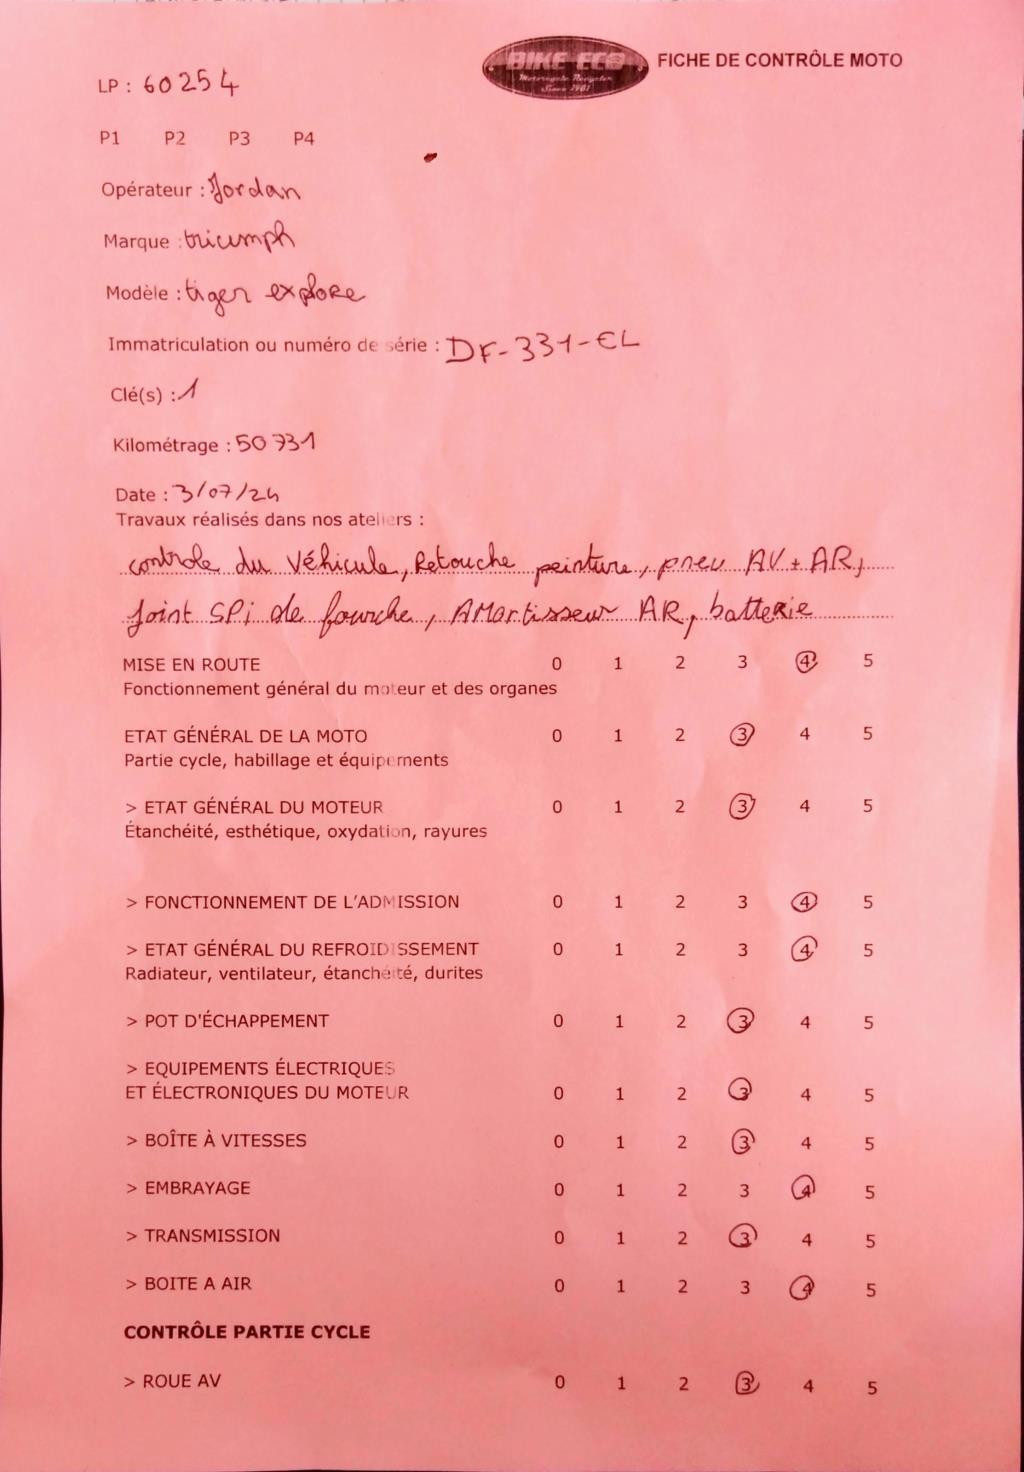 BIKE ECO
Motorcycle Recycler
Since 1981
FICHE DE CONTRÔLE MOTO
LP : 60254
P1 P2 P3 P4
Opérateur : Jordan
Marque : triumph
Modèle : tiger explore
Immatriculation ou numéro de série : DF-331-EL
Clé(s) : 1
Kilométrage : 50731
Date : 3/07/24
Travaux réalisés dans nos ateliers :
contrôle du véhicule, Retouche peinture, pneu AV + AR,
Joint SPi de fourche, AMortisseur AR, batterie
MISE EN ROUTE 0 1 2 3 4 5
Fonctionnement général du moteur et des organes
ETAT GÉNÉRAL DE LA MOTO 0 1 2 3 4 5
Partie cycle, habillage et équipements
> ETAT GÉNÉRAL DU MOTEUR 0 1 2 3 4 5
Étanchéité, esthétique, oxydation, rayures
> FONCTIONNEMENT DE L'ADMISSION 0 1 2 3 4 5
> ETAT GÉNÉRAL DU REFROIDISSEMENT 0 1 2 3 4 5
Radiateur, ventilateur, étanchéité, durites
> POT D'ÉCHAPPEMENT 0 1 2 3 4 5
> EQUIPEMENTS ÉLECTRIQUES
ET ÉLECTRONIQUES DU MOTEUR 0 1 2 3 4 5
> BOÎTE À VITESSES 0 1 2 3 4 5
> EMBRAYAGE 0 1 2 3 4 5
> TRANSMISSION 0 1 2 3 4 5
> BOITE A AIR 0 1 2 3 4 5
CONTRÔLE PARTIE CYCLE
> ROUE AV 0 1 2 3 4 5